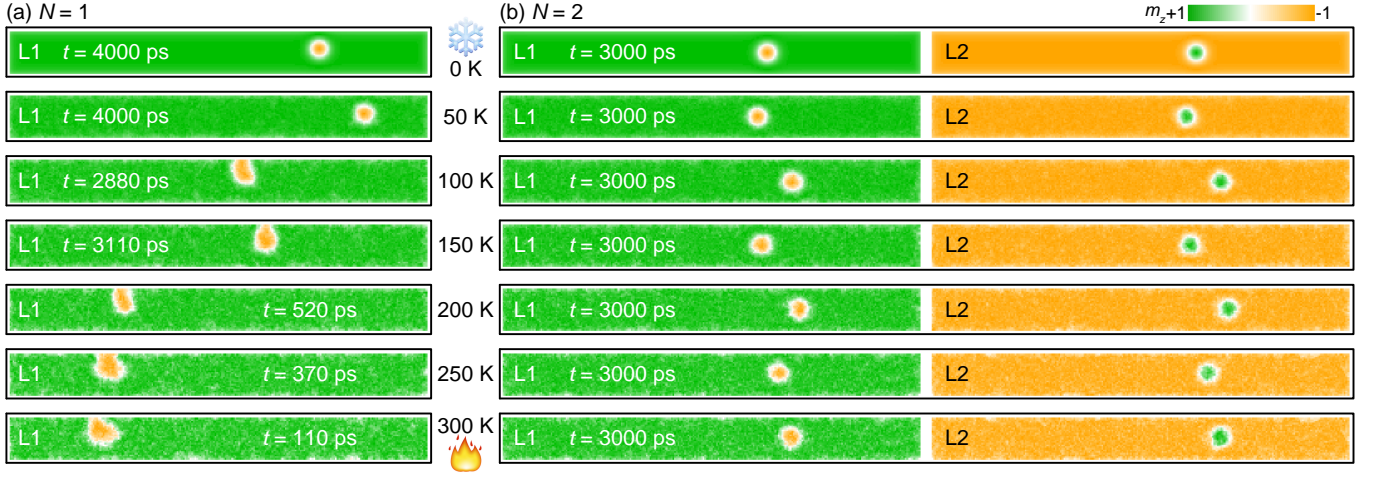 (a) N = 1
(b) N = 2
m_z+1 -1
L1 t = 4000 ps
0 K
L1 t = 3000 ps
L2
L1 t = 4000 ps
50 K
L1 t = 3000 ps
L2
L1 t = 2880 ps
100 K
L1 t = 3000 ps
L2
L1 t = 3110 ps
150 K
L1 t = 3000 ps
L2
L1 t = 520 ps
200 K
L1 t = 3000 ps
L2
L1 t = 370 ps
250 K
L1 t = 3000 ps
L2
L1 t = 110 ps
300 K
L1 t = 3000 ps
L2